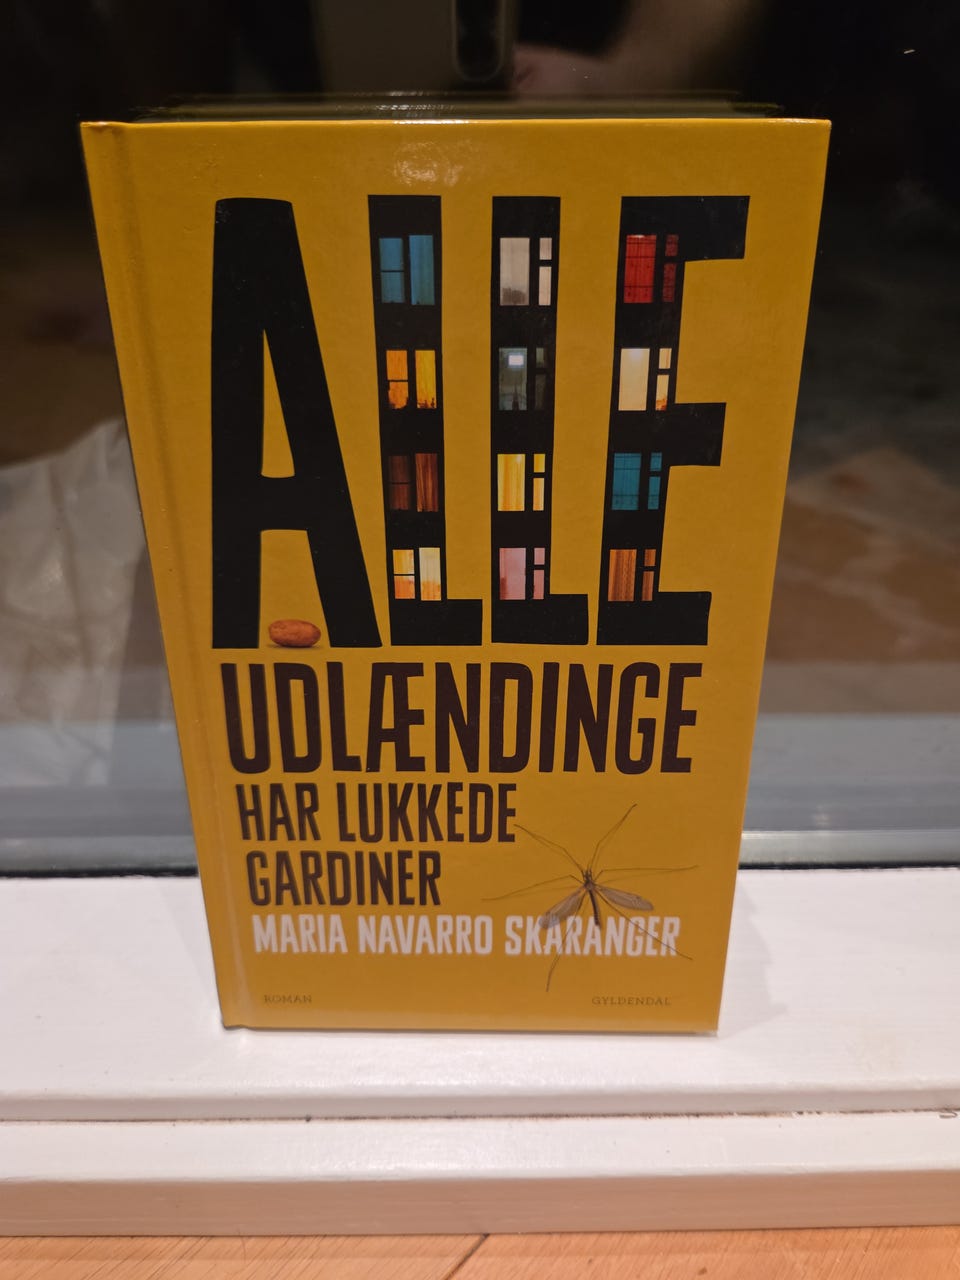 ALLE
UDLÆNDINGE
HAR LUKKEDE
GARDINER
MARIA NAVARRO SKARANGER
ROMAN GYLDENDAL